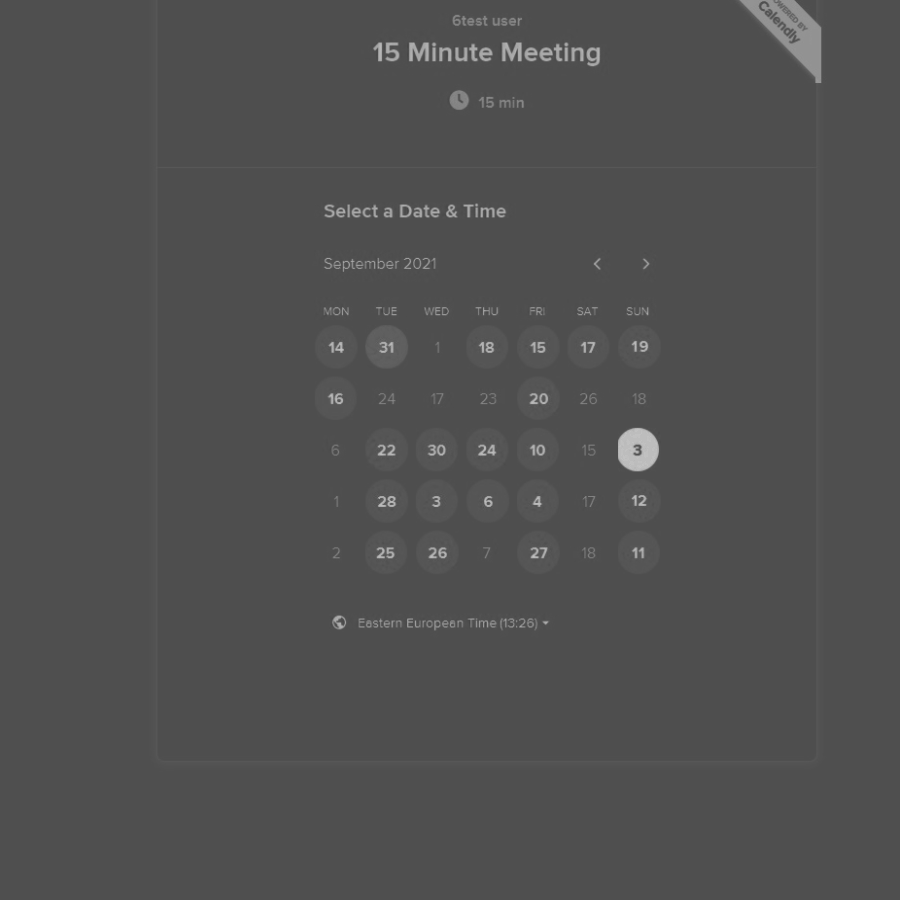 6test user
15 Minute Meeting
15 min
Calendly
Select a Date & Time
September 2021
MON TUE WED THU FRI SAT SUN
14 31 1 18 15 17 19
16 24 17 23 20 26 18
6 22 30 24 10 15 3
1 28 3 6 4 17 12
2 25 26 7 27 18 11
Eastern European Time (13:26)